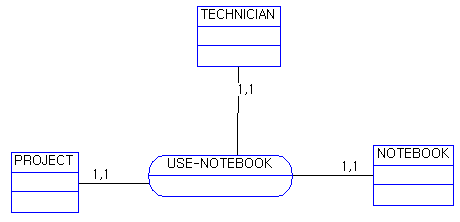 TECHNICIAN
1,1
PROJECT
1,1
USE-NOTEBOOK
1,1
NOTEBOOK